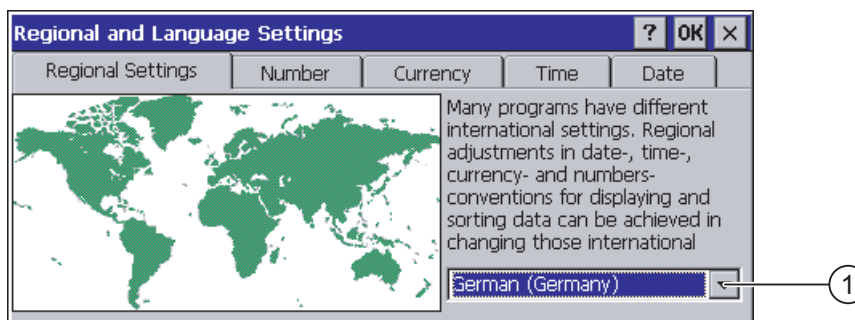 Regional and Language Settings ? OK ×
Regional Settings Number Currency Time Date
Many programs have different
international settings. Regional
adjustments in date-, time-,
currency- and numbers-
conventions for displaying and
sorting data can be achieved in
changing those international
German (Germany)
1